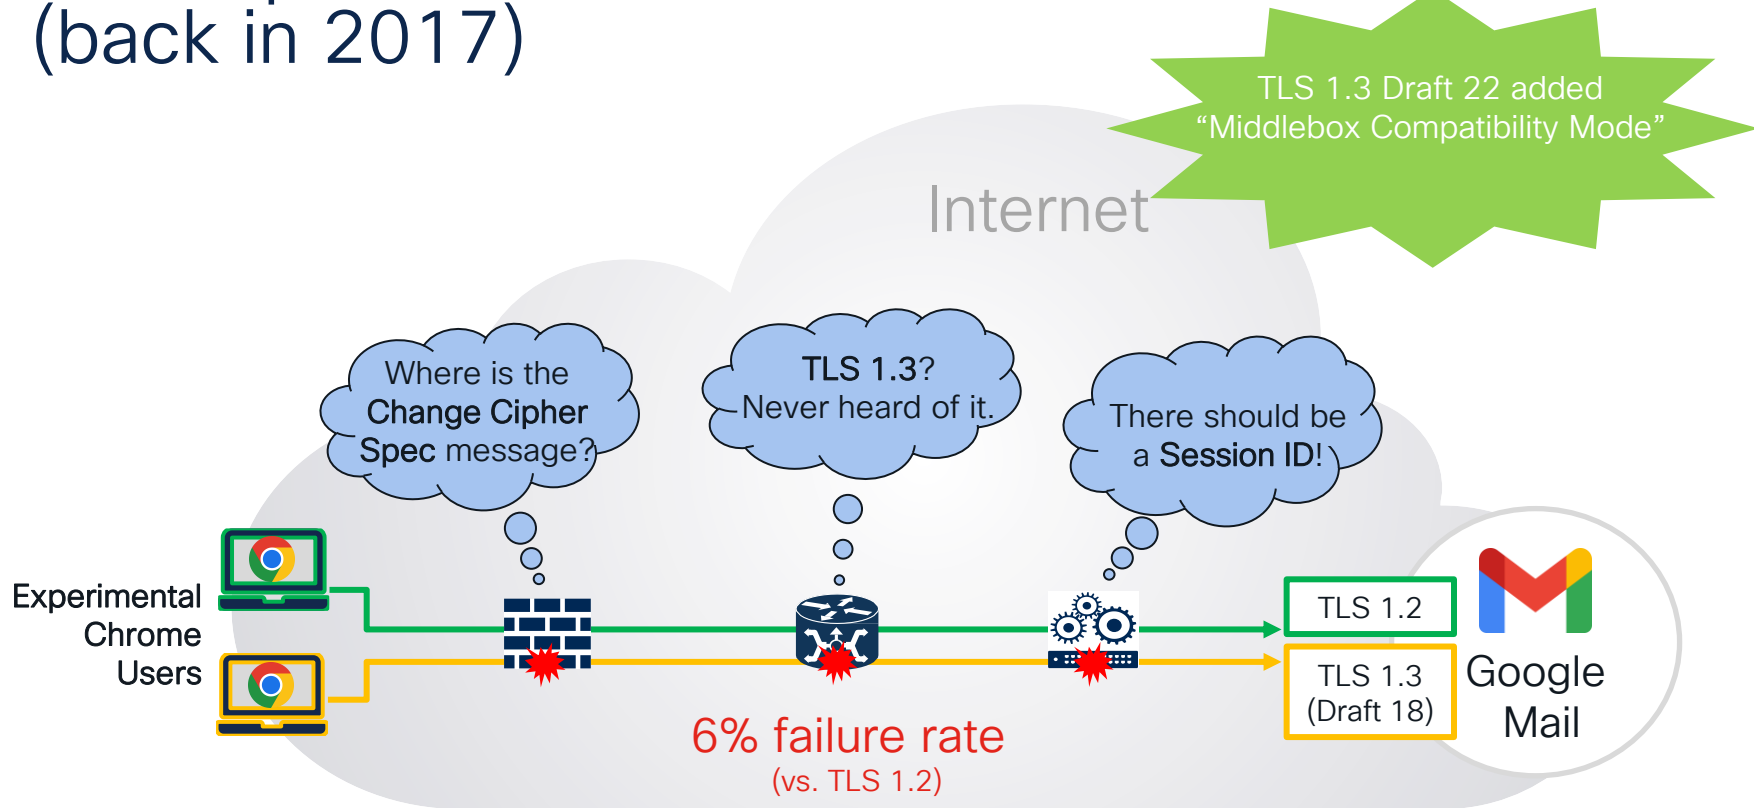 (back in 2017)
TLS 1.3 Draft 22 added
“Middlebox Compatibility Mode”
Internet
Where is the
Change Cipher
Spec message?
TLS 1.3?
Never heard of it.
There should be
a Session ID!
Experimental
Chrome
Users
TLS 1.2
TLS 1.3
(Draft 18)
Google
Mail
6% failure rate
(vs. TLS 1.2)